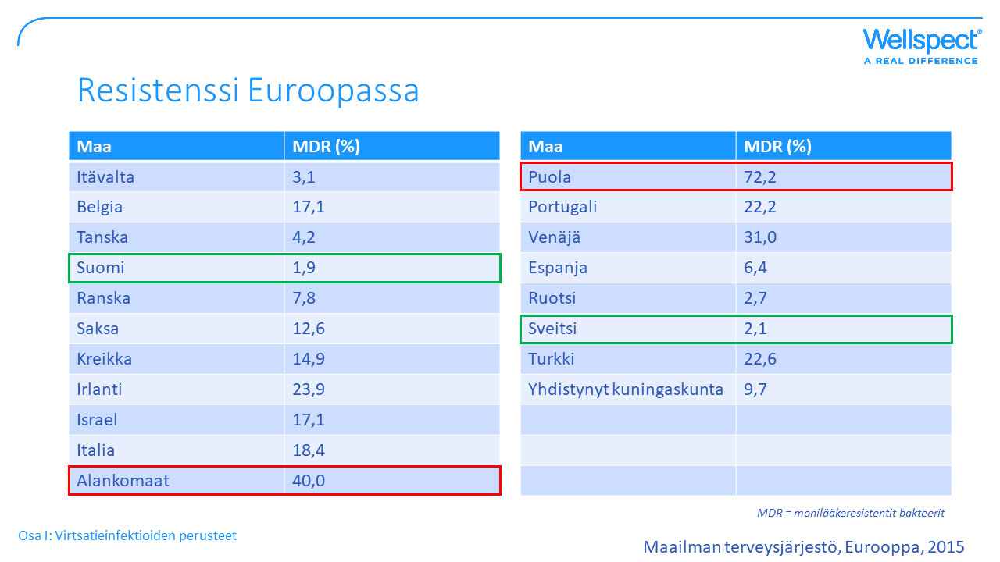 Wellspect®
A REAL DIFFERENCE
Resistenssi Euroopassa
Maa MDR (%)
Itävalta 3,1
Belgia 17,1
Tanska 4,2
Suomi 1,9
Ranska 7,8
Saksa 12,6
Kreikka 14,9
Irlanti 23,9
Israel 17,1
Italia 18,4
Alankomaat 40,0
Maa MDR (%)
Puola 72,2
Portugali 22,2
Venäjä 31,0
Espanja 6,4
Ruotsi 2,7
Sveitsi 2,1
Turkki 22,6
Yhdistynyt kuningaskunta 9,7
MDR = monilääkeresistentit bakteerit
Osa I: Virtsatieinfektioiden perusteet
Maailman terveysjärjestö, Eurooppa, 2015